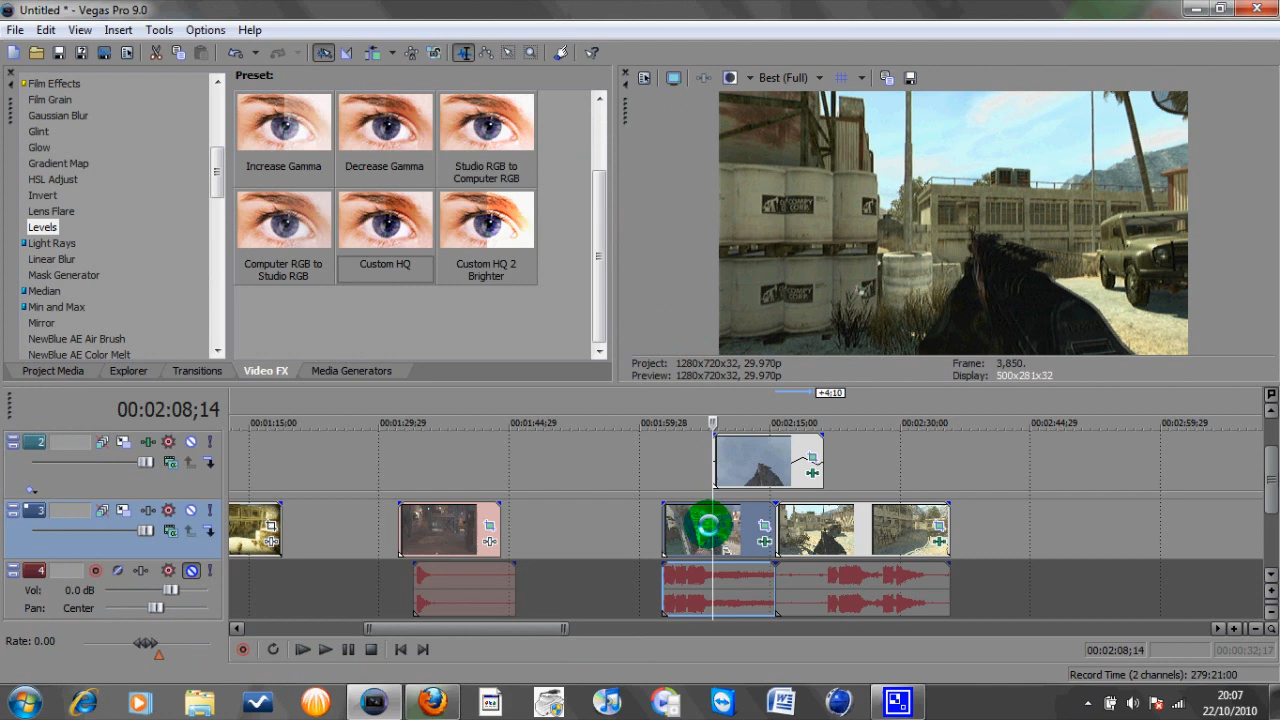 Untitled * - Vegas Pro 9.0
File Edit View Insert Tools Options Help
Film Effects
Film Grain
Gaussian Blur
Glint
Glow
Gradient Map
HSL Adjust
Invert
Lens Flare
Levels
Light Rays
Linear Blur
Mask Generator
Median
Min and Max
Mirror
NewBlue AE Air Brush
NewBlue AE Color Melt
Preset:
Increase Gamma
Decrease Gamma
Studio RGB to
Computer RGB
Computer RGB to
Studio RGB
Custom HQ
Custom HQ 2
Brighter
Project Media Explorer Transitions Video FX Media Generators
Best (Full)
COMPY
CORP.
COMPY
CORP.
Project: 1280x720x32, 29.970p
Preview: 1280x720x32, 29.970p
Frame: 3,850.
Display: 500x281x32
+4;10
00:02:08;14
00:01:15:00 00:01:29;29 00:01:44;29 00:01:59;28 00:02:15:00 00:02:30:00 00:02:44;29 00:02:59;29
2
3
4
Vol: 0.0 dB
Pan: Center
Rate: 0.00
00:02:08;14
00:00:32;17
Record Time (2 channels): 279:21:00
W
20:07
22/10/2010